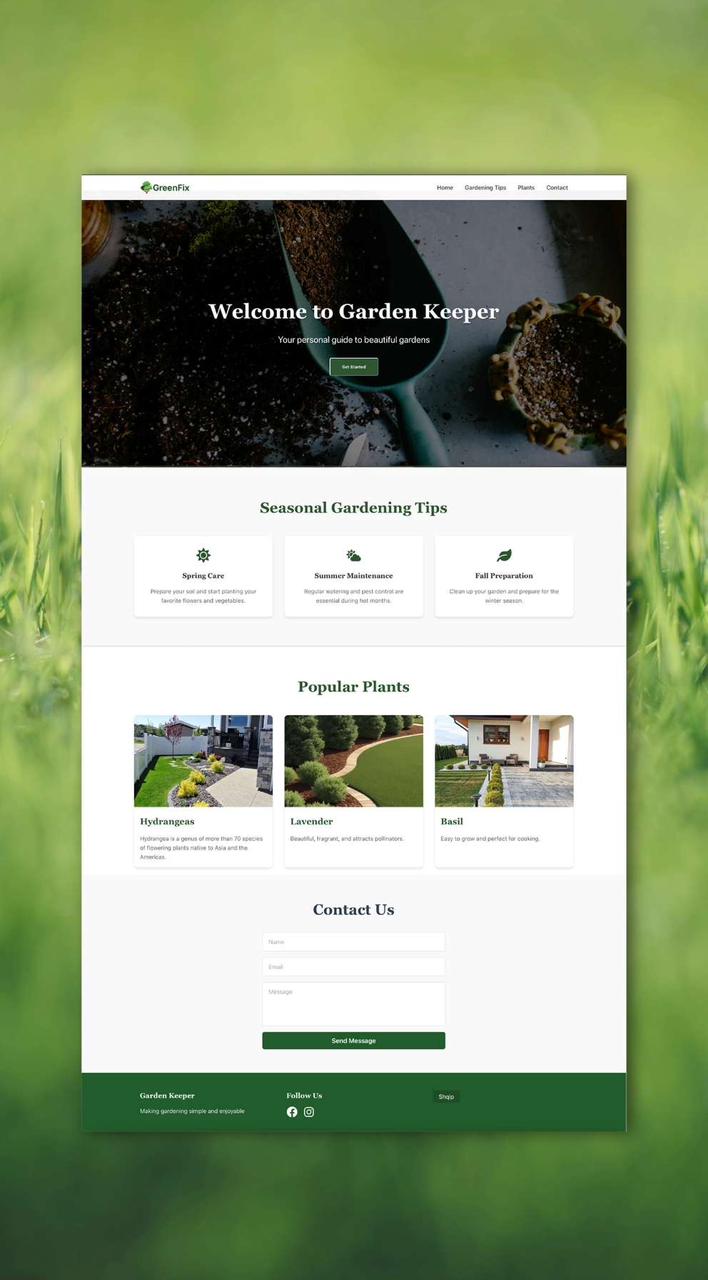 GreenFix
Home Gardening Tips Plants Contact
Welcome to Garden Keeper
Your personal guide to beautiful gardens
Get Started
Seasonal Gardening Tips
Spring Care
Prepare your soil and start planting your
favorite flowers and vegetables.
Summer Maintenance
Regular watering and pest control are
essential during hot months.
Fall Preparation
Clean up your garden and prepare for the
winter season.
Popular Plants
Hydrangeas
Hydrangea is a genus of more than 70 species
of flowering plants native to Asia and the
Americas.
Lavender
Beautiful, fragrant, and attracts pollinators.
Basil
Easy to grow and perfect for cooking.
Contact Us
Name
Email
Message
Send Message
Garden Keeper
Making gardening simple and enjoyable
Follow Us
Shqip